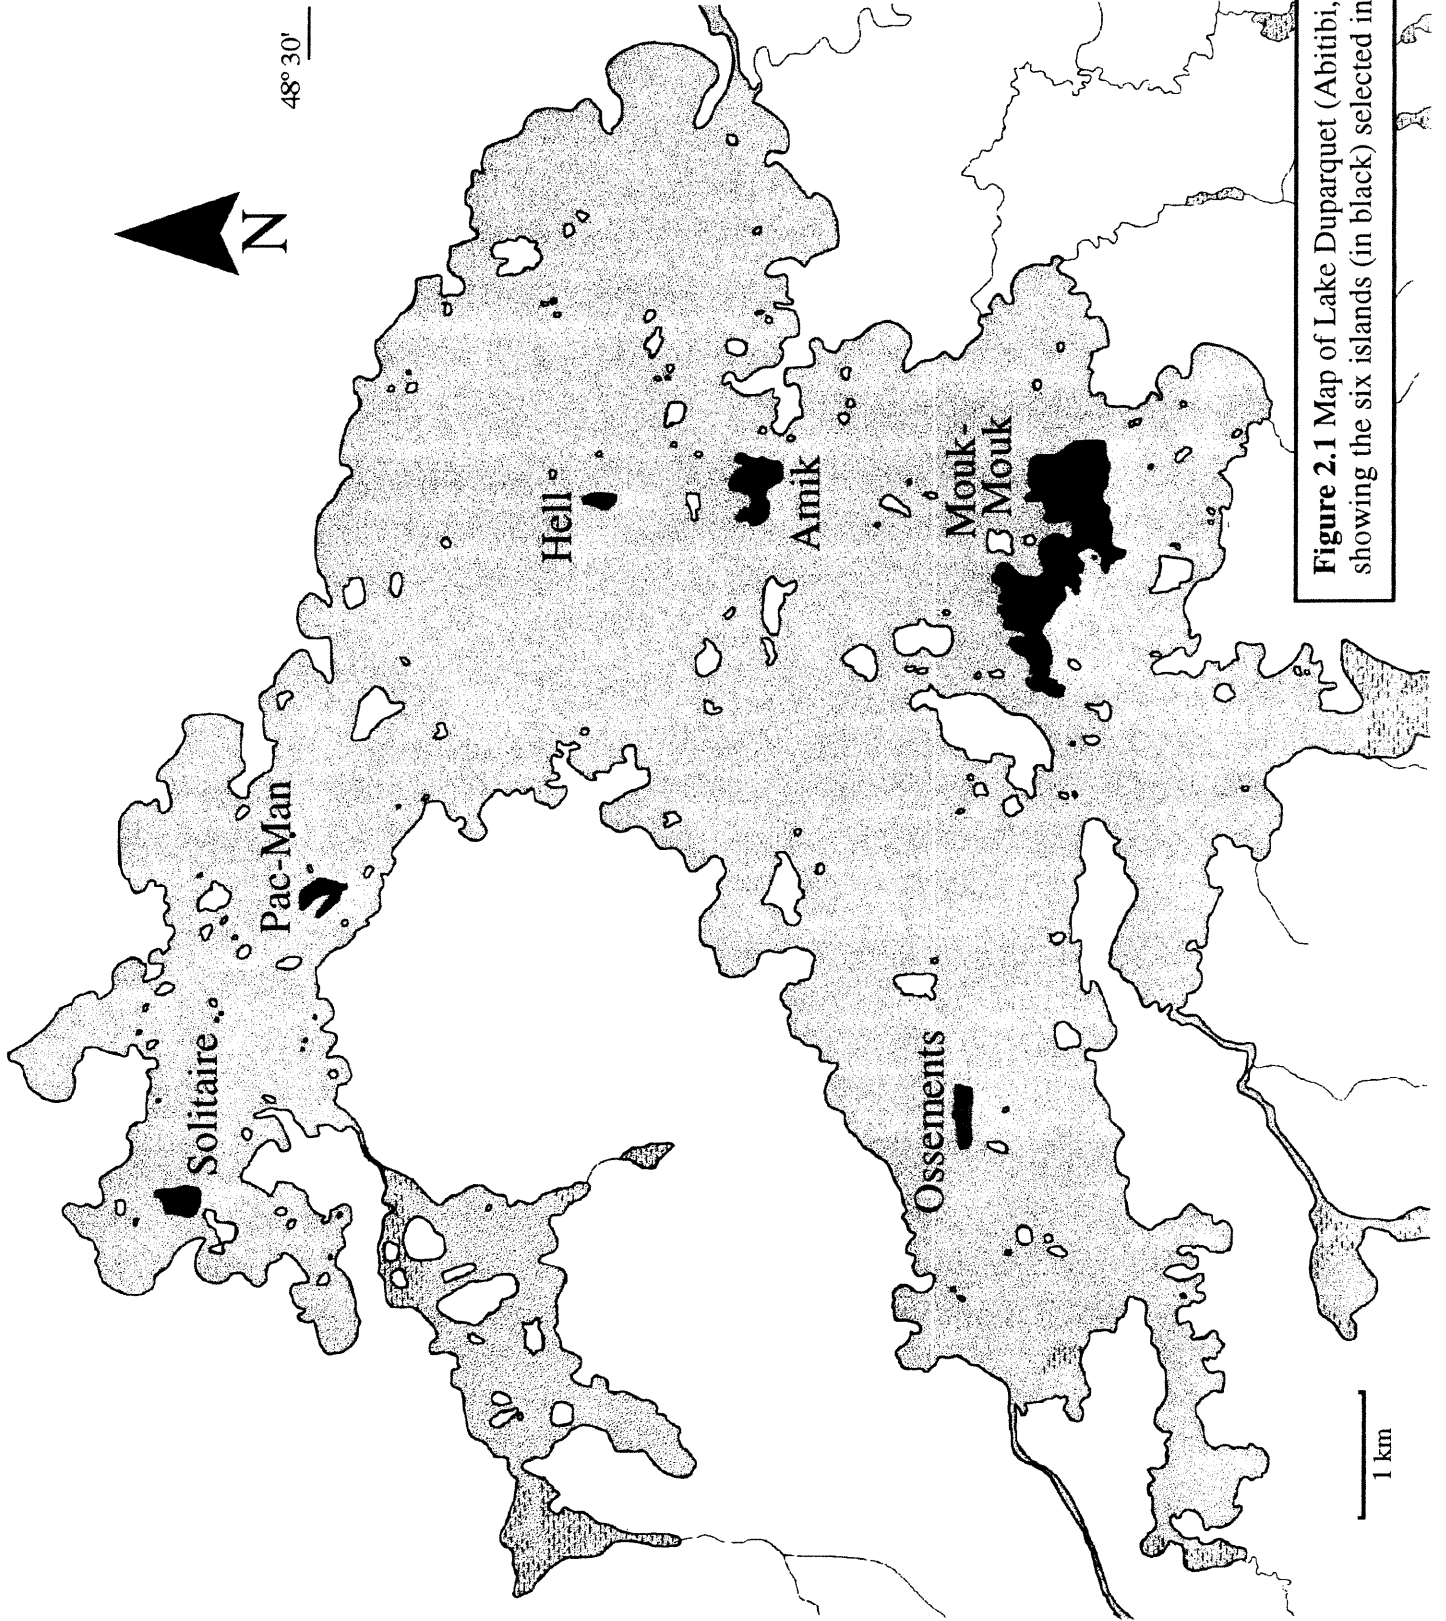 48° 30'
N
Pac-Man
Solitaire
Hell
Amik
Mouk-
Mouk
Ossements
1 km
Figure 2.1 Map of Lake Duparquet (Abitibi,
showing the six islands (in black) selected in